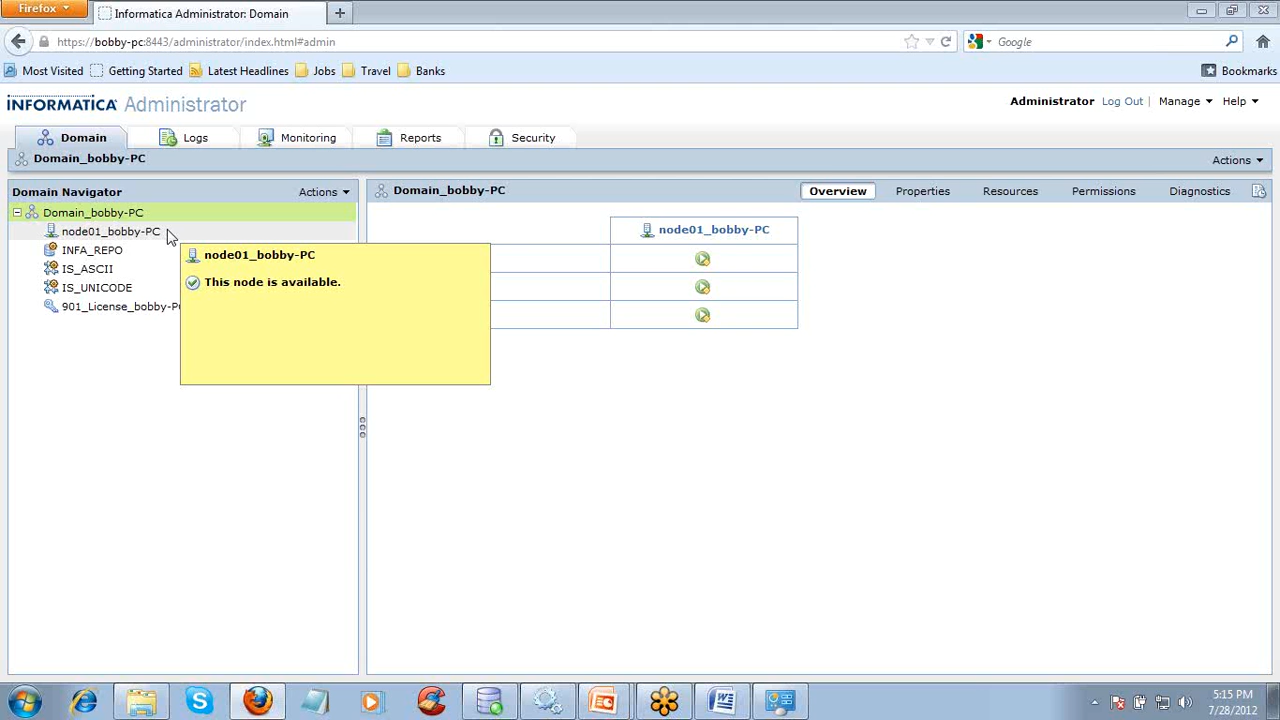 Firefox
Informatica Administrator: Domain
https://bobby-pc:8443/administrator/index.html#admin
Google
Most Visited
Getting Started
Latest Headlines
Jobs
Travel
Banks
Bookmarks
INFORMATICA Administrator
Administrator
Log Out
Manage
Help
Domain
Logs
Monitoring
Reports
Security
Domain_bobby-PC
Actions
Domain Navigator
Actions
Domain_bobby-PC
Overview
Properties
Resources
Permissions
Diagnostics
Domain_bobby-PC
node01_bobby-PC
INFA_REPO
IS_ASCII
IS_UNICODE
901_License_bobby-P
node01_bobby-PC
This node is available.
node01_bobby-PC
5:15 PM
7/28/2012